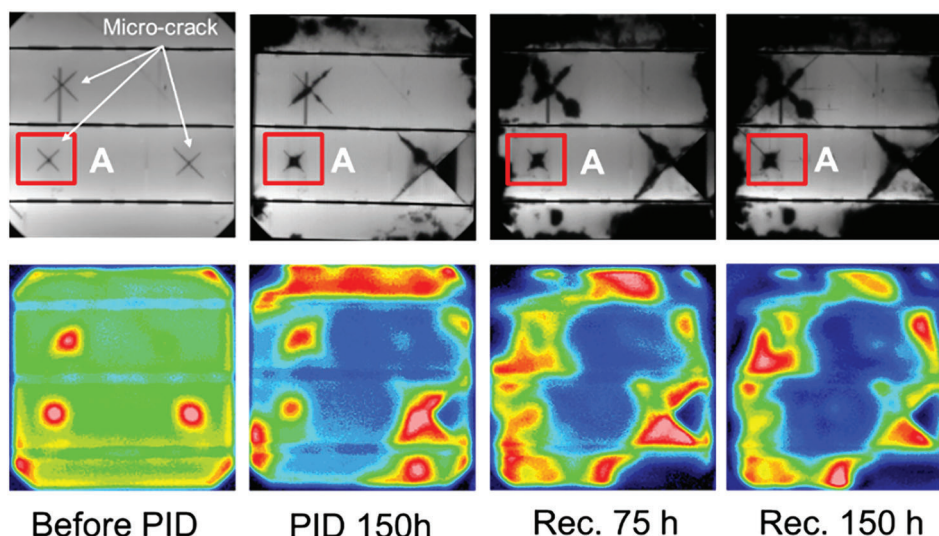 Micro-crack
A
A
A
A
Before PID
PID 150h
Rec. 75 h
Rec. 150 h